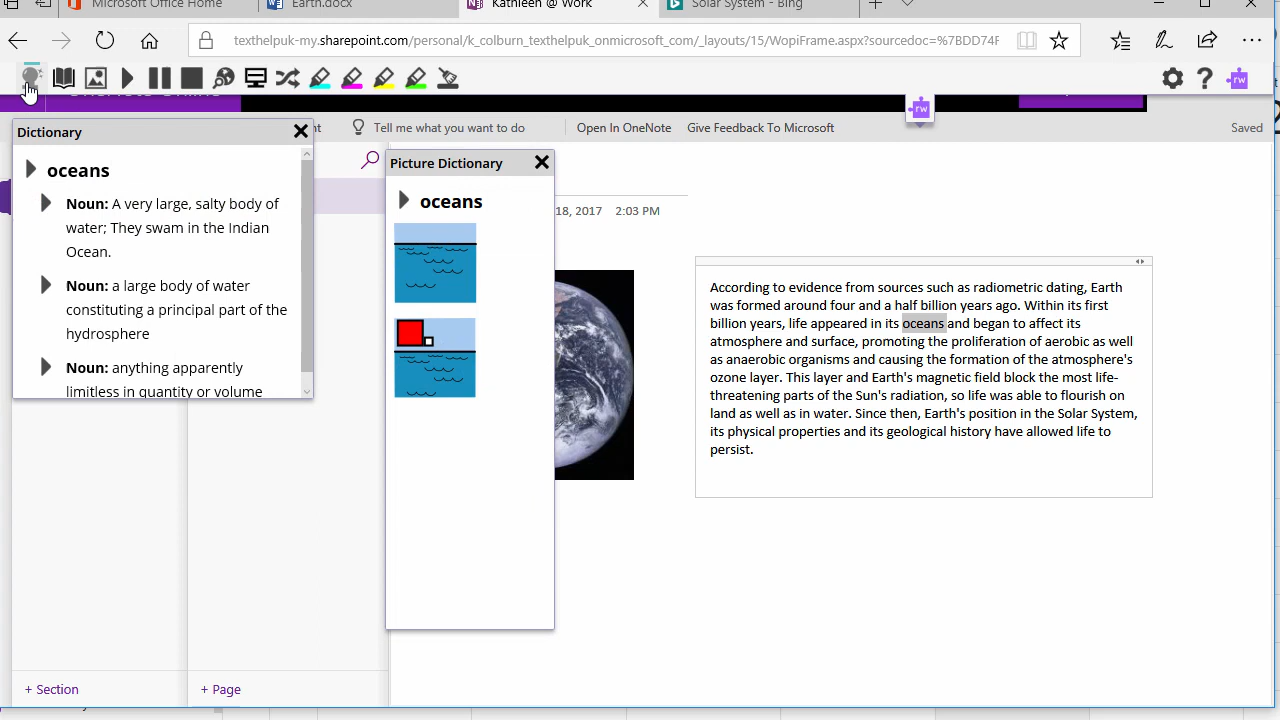 Microsoft Office Home
Earth.docx
Kathleen @ Work
Solar System - Bing
texthelpuk-my.sharepoint.com/personal/k_colburn_texthelpuk_onmicrosoft_com/_layouts/15/WopiFrame.aspx?sourcedoc=%7BDD74F
rw
rw
Tell me what you want to do
Open In OneNote
Give Feedback To Microsoft
Saved
Dictionary
oceans
Noun: A very large, salty body of
water; They swam in the Indian
Ocean.
Noun: a large body of water
constituting a principal part of the
hydrosphere
Noun: anything apparently
limitless in quantity or volume
Picture Dictionary
oceans
18, 2017 2:03 PM
According to evidence from sources such as radiometric dating, Earth
was formed around four and a half billion years ago. Within its first
billion years, life appeared in its oceans and began to affect its
atmosphere and surface, promoting the proliferation of aerobic as well
as anaerobic organisms and causing the formation of the atmosphere's
ozone layer. This layer and Earth's magnetic field block the most life-
threatening parts of the Sun's radiation, so life was able to flourish on
land as well as in water. Since then, Earth's position in the Solar System,
its physical properties and its geological history have allowed life to
persist.
+ Section
+ Page